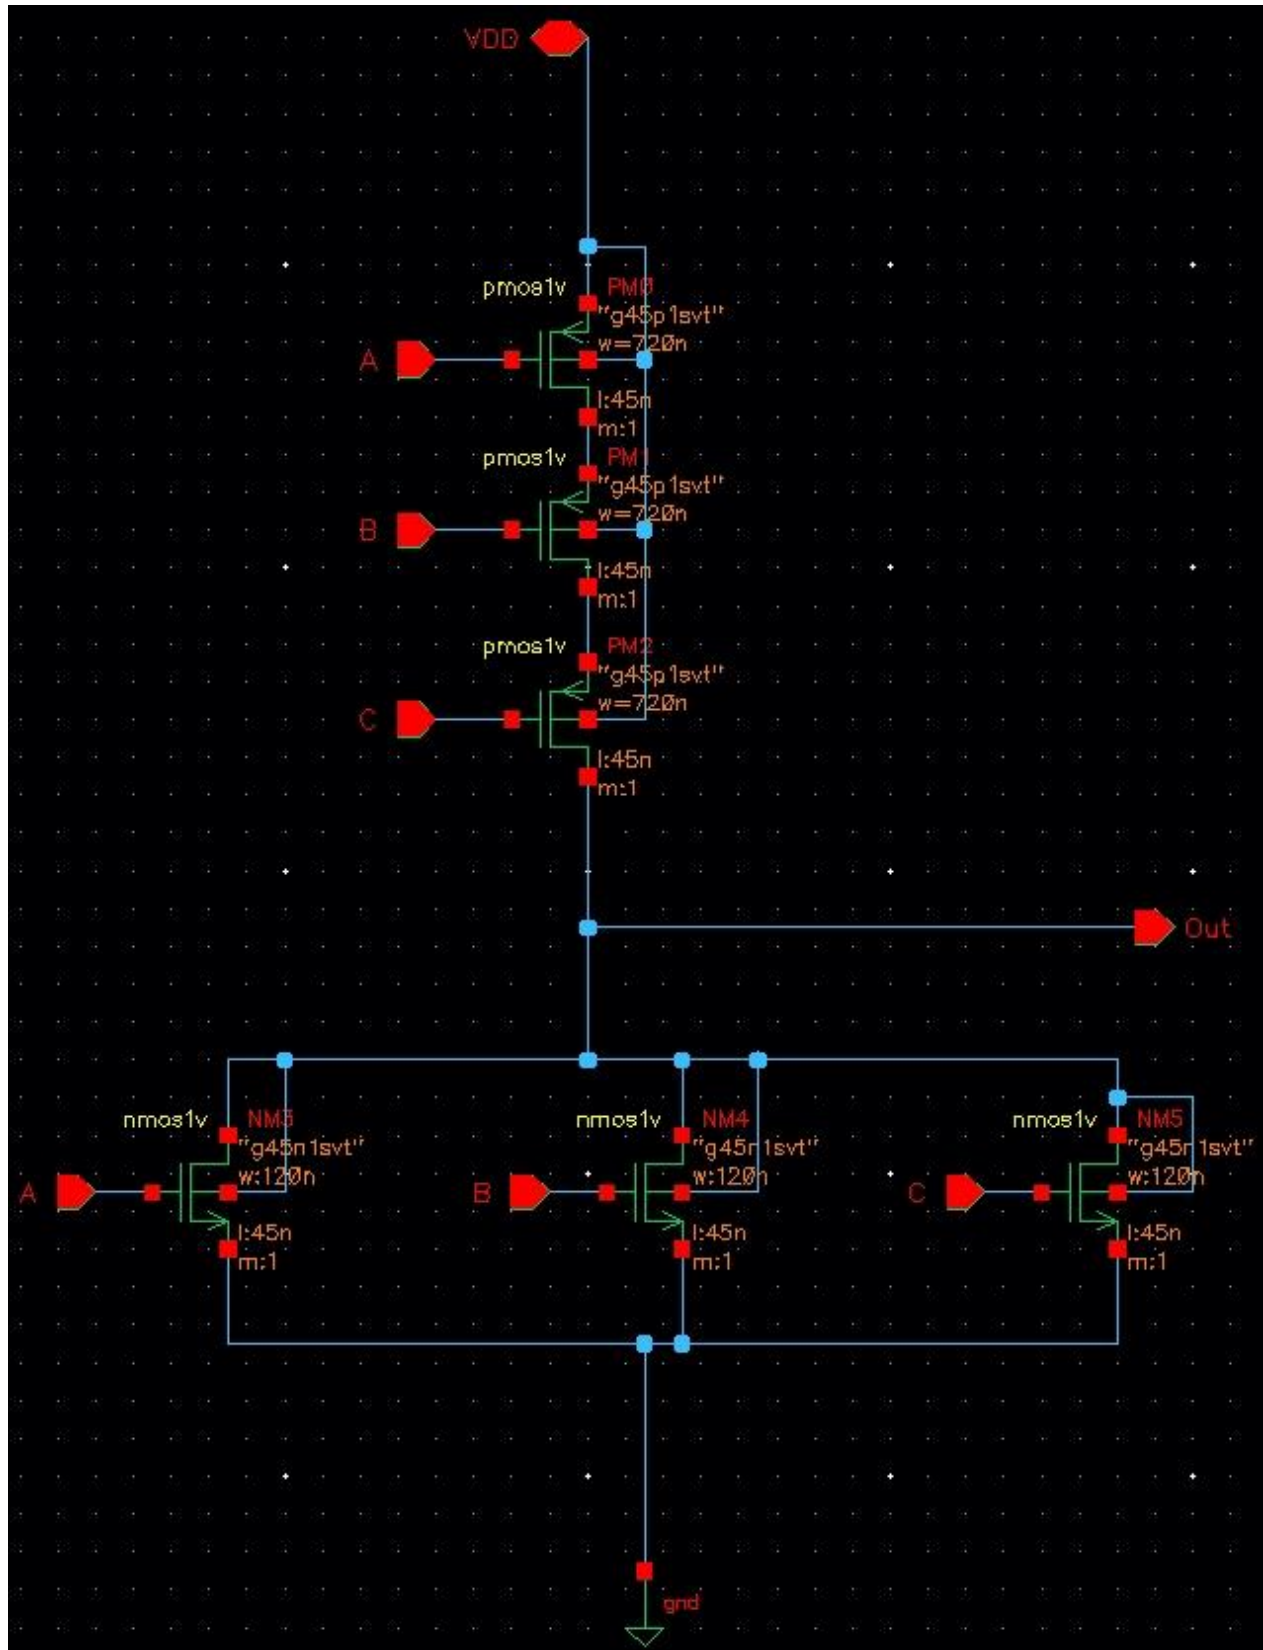 VDD
pmos1v PM0
"g45p1svt"
w=720n
A
l:45n
m:1
pmos1v PM1
"g45p1svt"
w=720n
B
l:45n
m:1
pmos1v PM2
"g45p1svt"
w=720n
C
l:45n
m:1
Out
nmos1v NM3
"g45n1svt"
w:120n
A
l:45n
m:1
nmos1v NM4
"g45n1svt"
w:120n
B
l:45n
m:1
nmos1v NM5
"g45n1svt"
w:120n
C
l:45n
m:1
gnd